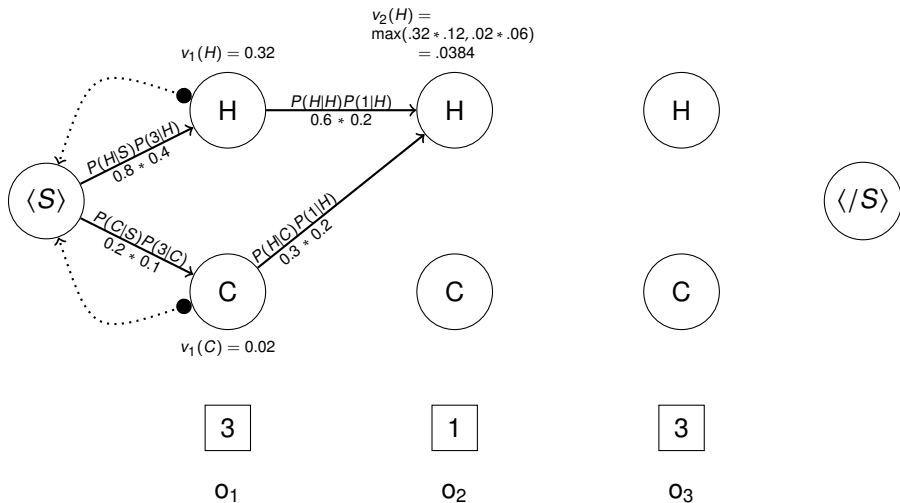 v₂(H) =
max(.32 * .12, .02 * .06)
= .0384
v₁(H) = 0.32
H
P(H|H)P(1|H)
0.6 * 0.2
H
H
P(H|S)P(3|H)
0.8 * 0.4
⟨S⟩
⟨/S⟩
P(C|S)P(3|C)
0.2 * 0.1
P(H|C)P(1|H)
0.3 * 0.2
C
C
C
v₁(C) = 0.02
3
1
3
o₁
o₂
o₃